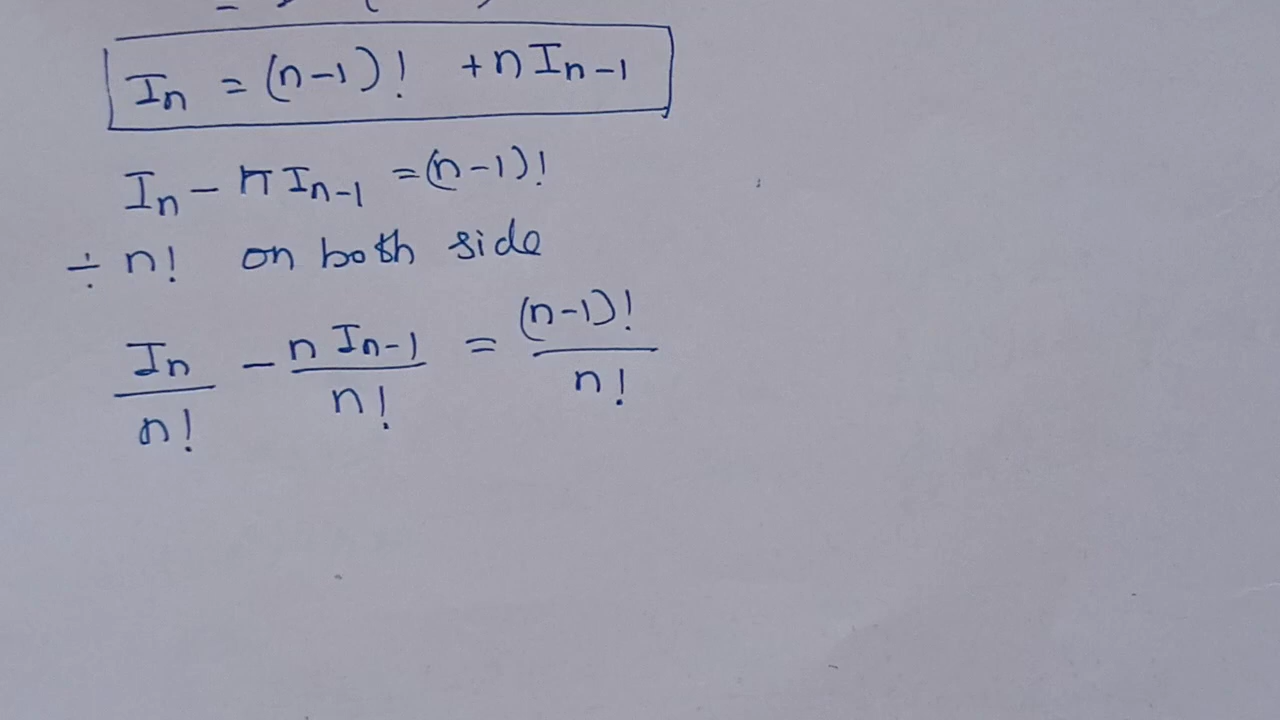 Iₙ = (n-1)! + n Iₙ₋₁
Iₙ - n Iₙ₋₁ = (n-1)!
÷ n! on both side
Iₙ/n! - n Iₙ₋₁/n! = (n-1)!/n!